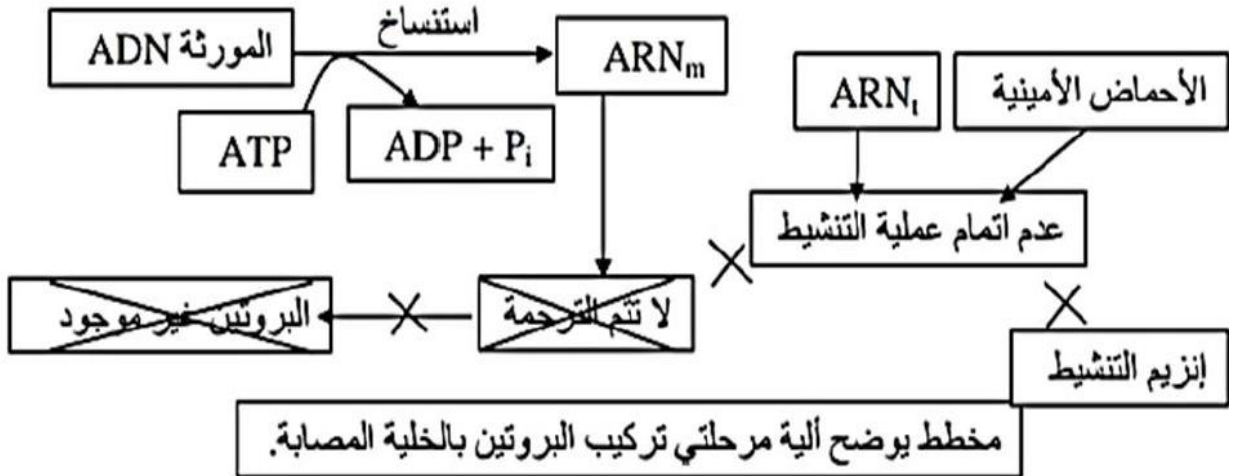 استنساخ
المورثة ADN
ARNm
ARNt
الأحماض الأمينية
ATP
ADP + Pi
عدم اتمام عملية التنشيط
لا تتم الترجمة
البروتين غير موجود
إنزيم التنشيط
مخطط يوضح ألية مرحلتي تركيب البروتين بالخلية المصابة.